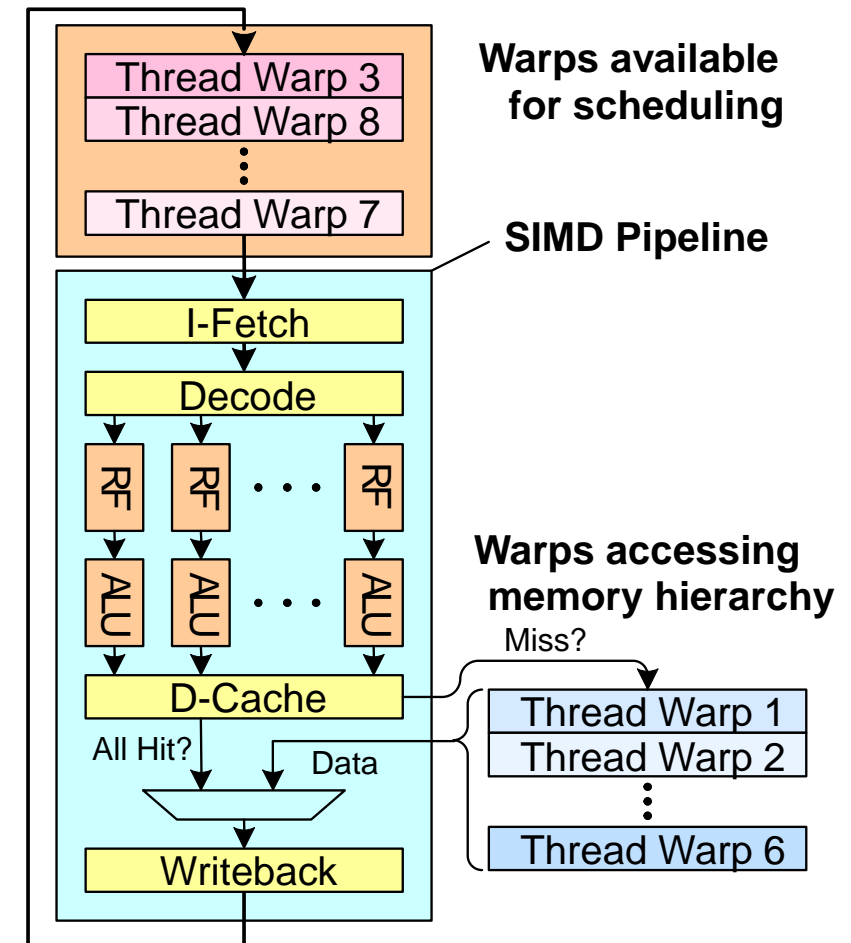 Warps available
for scheduling
Thread Warp 3
Thread Warp 8
Thread Warp 7
SIMD Pipeline
I-Fetch
Decode
RF RF RF
ALU ALU ALU
D-Cache
All Hit?
Data
Writeback
Warps accessing
memory hierarchy
Miss?
Thread Warp 1
Thread Warp 2
Thread Warp 6